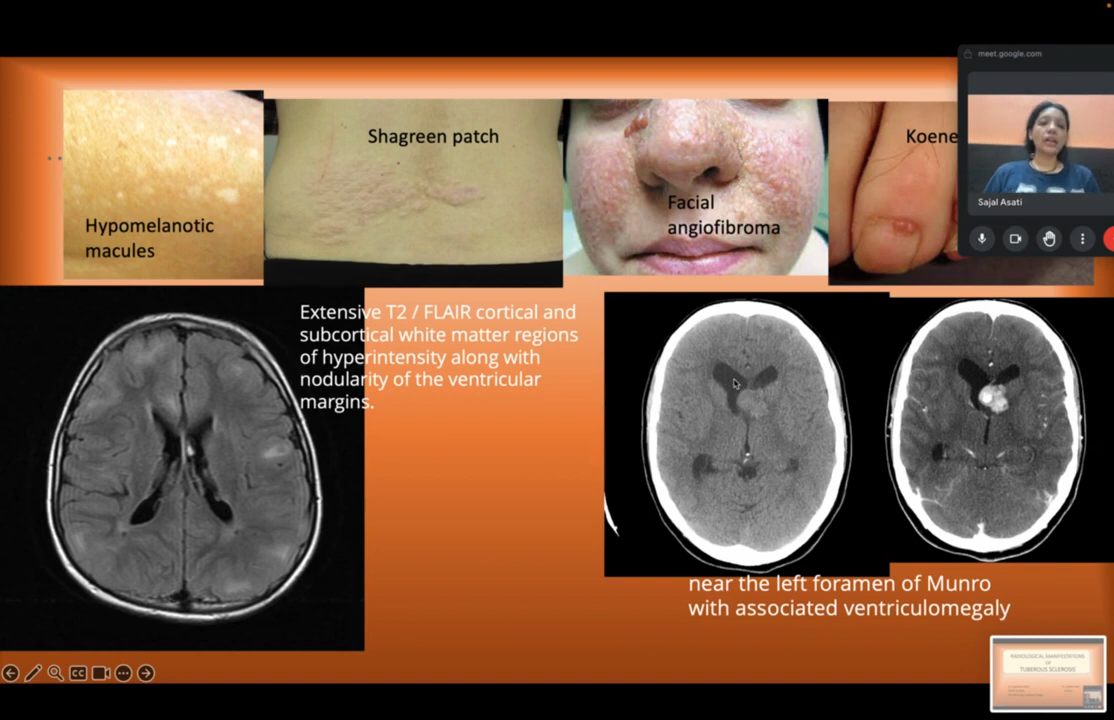 meet.google.com
Shagreen patch
Koene
Hypomelanotic
macules
Facial
angiofibroma
Sajal Asati
Extensive T2 / FLAIR cortical and
subcortical white matter regions
of hyperintensity along with
nodularity of the ventricular
margins.
near the left foramen of Munro
with associated ventriculomegaly
CC
RADIOLOGICAL MANIFESTATIONS
OF
TUBEROUS SCLEROSIS